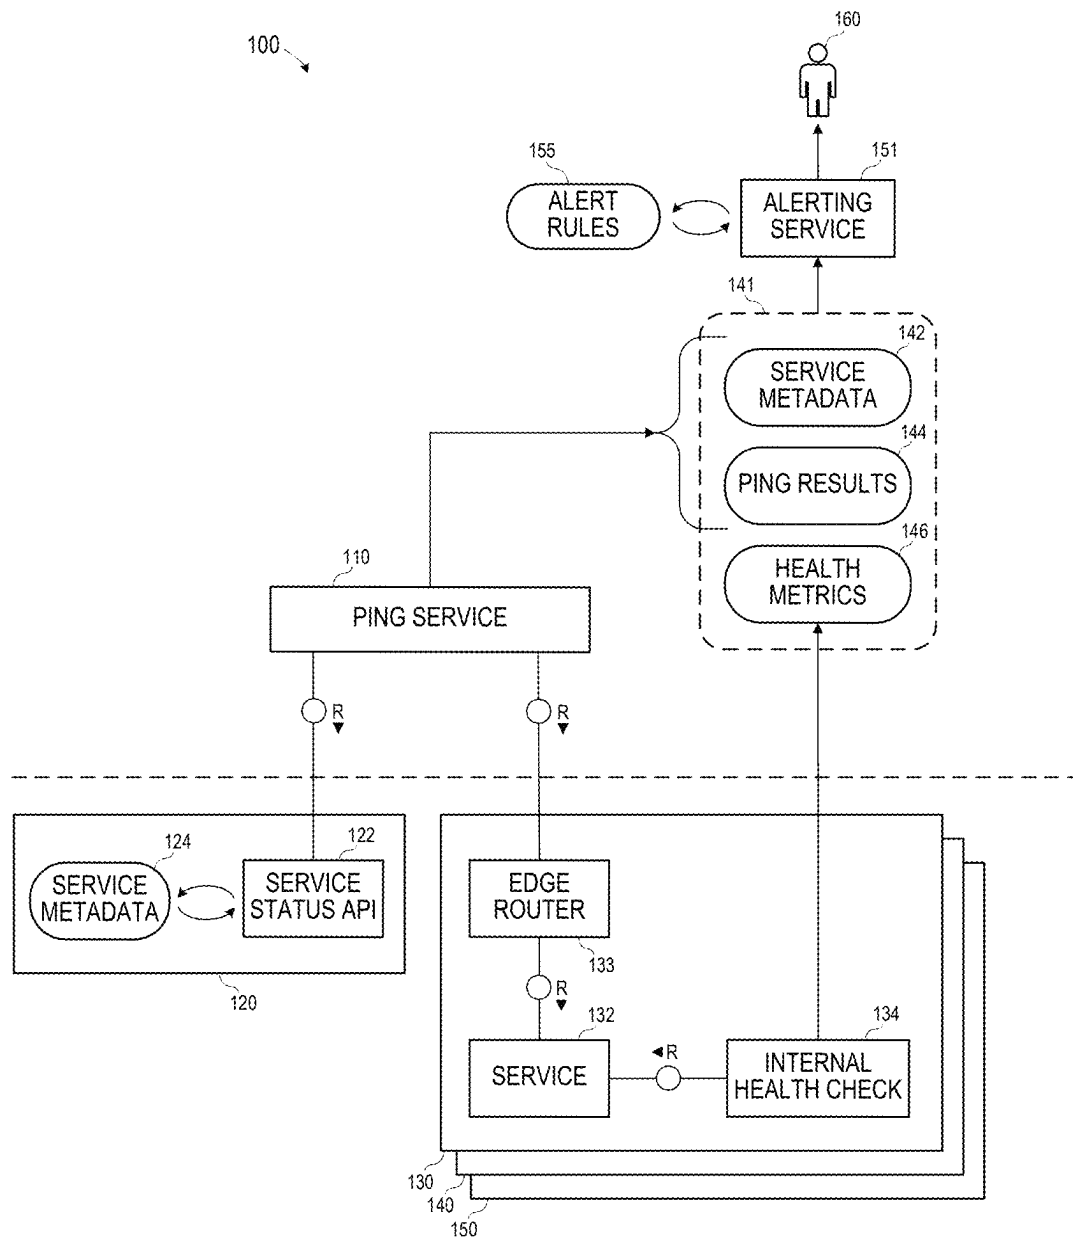 160
100
155
151
ALERT
RULES
ALERTING
SERVICE
141
142
SERVICE
METADATA
144
PING RESULTS
146
HEALTH
METRICS
110
PING SERVICE
R
R
124
SERVICE
METADATA
122
SERVICE
STATUS API
120
EDGE
ROUTER
133
R
132
SERVICE
R
134
INTERNAL
HEALTH CHECK
130
140
150